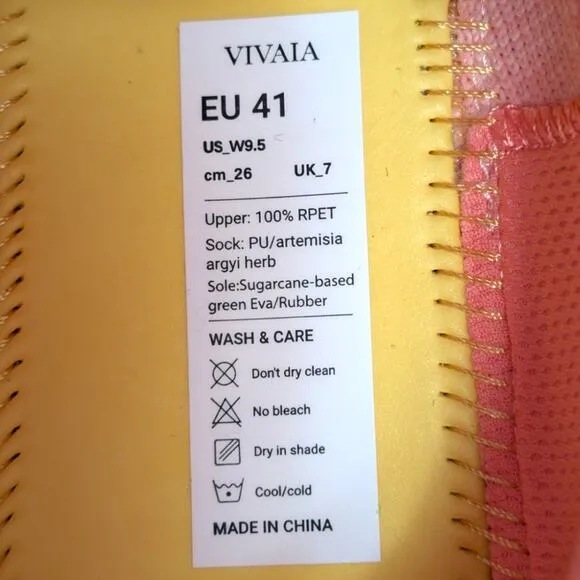 VIVAIA
EU 41
US_W9.5
cm_26 UK_7
Upper: 100% RPET
Sock: PU/artemisia
argyi herb
Sole:Sugarcane-based
green Eva/Rubber
WASH & CARE
Don't dry clean
No bleach
Dry in shade
Cool/cold
MADE IN CHINA